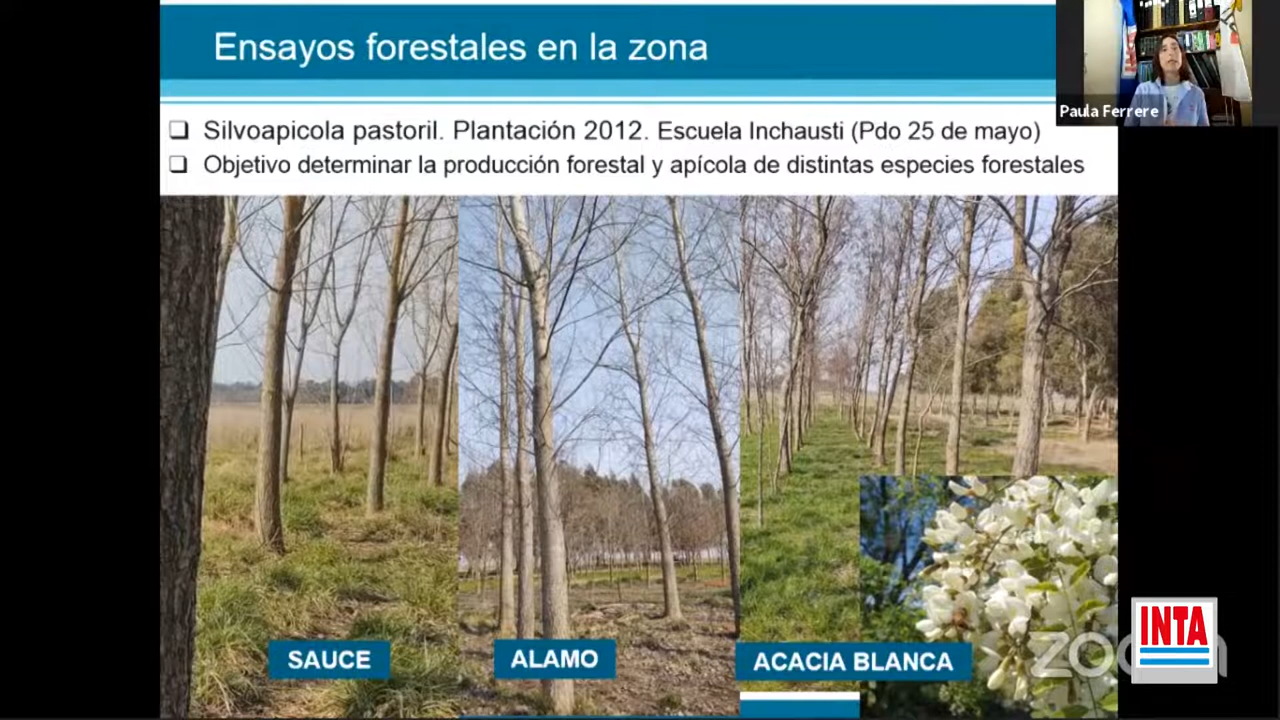 Ensayos forestales en la zona
Paula Ferrere
❑ Silvoapicola pastoril. Plantación 2012. Escuela Inchausti (Pdo 25 de mayo)
❑ Objetivo determinar la producción forestal y apícola de distintas especies forestales
SAUCE
ALAMO
ACACIA BLANCA
zoom
INTA